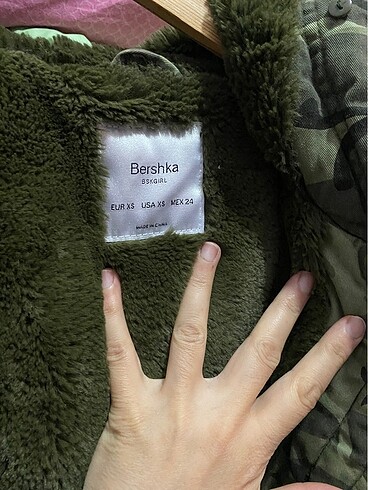 Bershka
BSKGIRL
EUR XS USA XS MEX 24
MADE IN CHINA